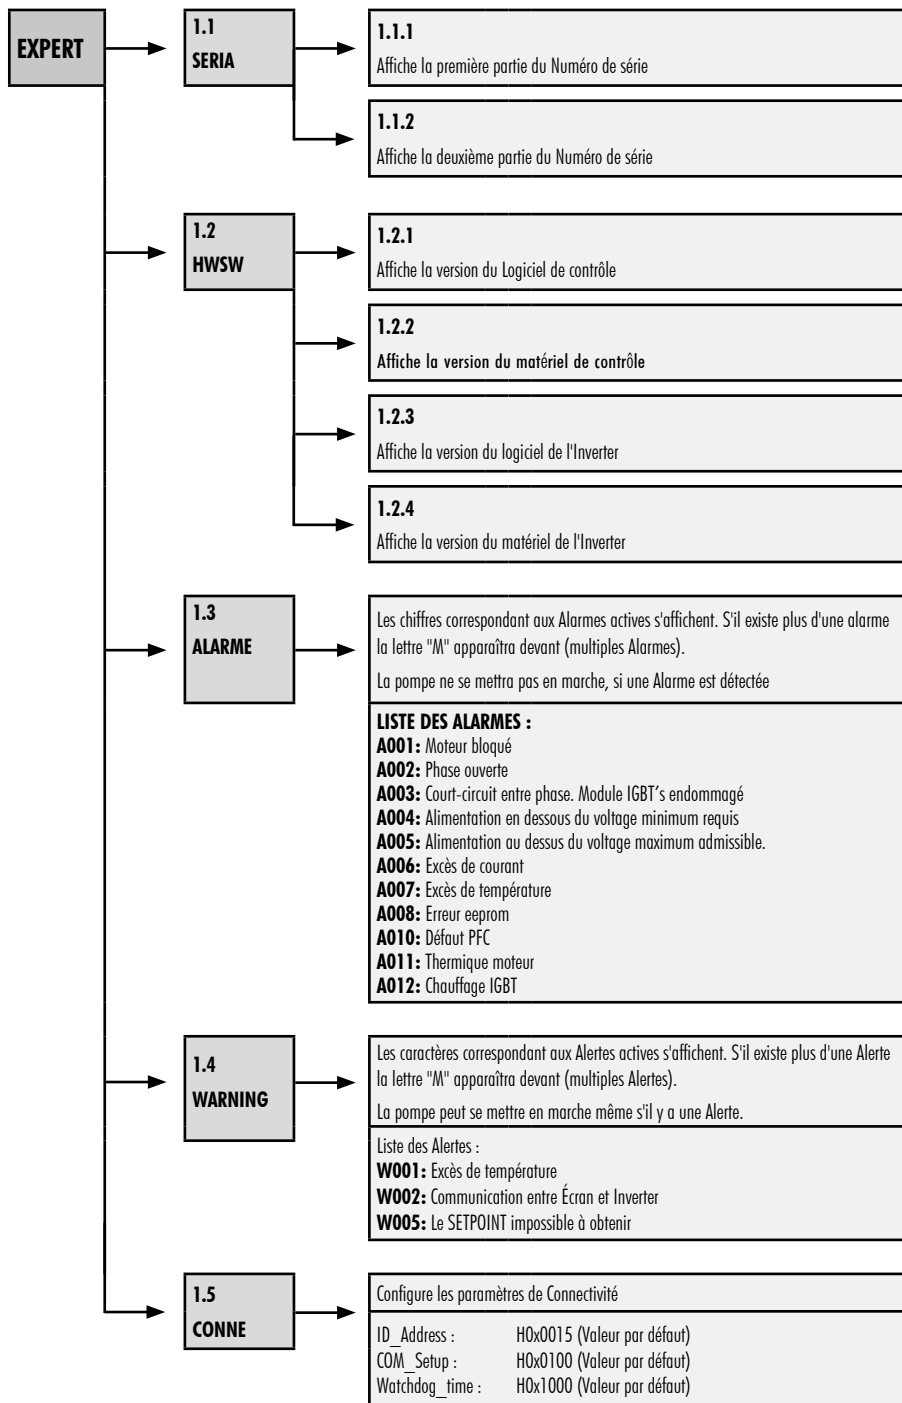 EXPERT
1.1
SERIA
1.1.1
Affiche la première partie du Numéro de série
1.1.2
Affiche la deuxième partie du Numéro de série
1.2
HWSW
1.2.1
Affiche la version du Logiciel de contrôle
1.2.2
Affiche la version du matériel de contrôle
1.2.3
Affiche la version du logiciel de l'Inverter
1.2.4
Affiche la version du matériel de l'Inverter
1.3
ALARME
Les chiffres correspondant aux Alarmes actives s'affichent. S'il existe plus d'une alarme
la lettre "M" apparaîtra devant (multiples Alarmes).
La pompe ne se mettra pas en marche, si une Alarme est détectée
LISTE DES ALARMES :
A001: Moteur bloqué
A002: Phase ouverte
A003: Court-circuit entre phase. Module IGBT’s endommagé
A004: Alimentation en dessous du voltage minimum requis
A005: Alimentation au dessus du voltage maximum admissible.
A006: Excès de courant
A007: Excès de température
A008: Erreur eeprom
A010: Défaut PFC
A011: Thermique moteur
A012: Chauffage IGBT
1.4
WARNING
Les caractères correspondant aux Alertes actives s'affichent. S'il existe plus d'une Alerte
la lettre "M" apparaîtra devant (multiples Alertes).
La pompe peut se mettre en marche même s'il y a une Alerte.
Liste des Alertes :
W001: Excès de température
W002: Communication entre Écran et Inverter
W005: Le SETPOINT impossible à obtenir
1.5
CONNE
Configure les paramètres de Connectivité
ID_Address : H0x0015 (Valeur par défaut)
COM_Setup : H0x0100 (Valeur par défaut)
Watchdog_time : H0x1000 (Valeur par défaut)